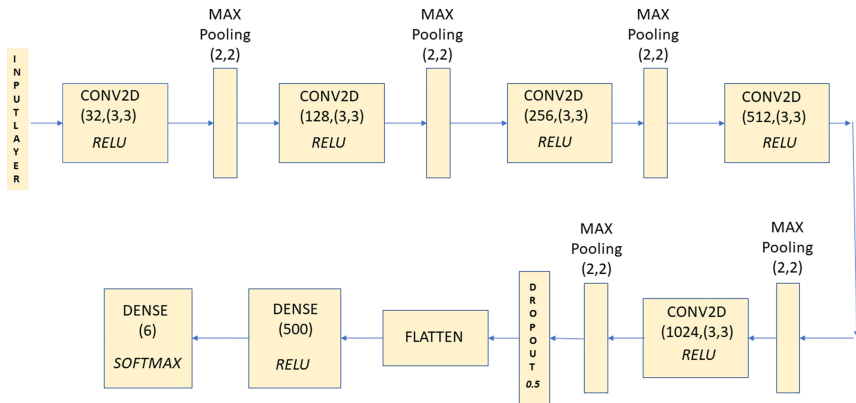 INPUTLAYER
CONV2D
(32,(3,3)
RELU
MAX
Pooling
(2,2)
CONV2D
(128,(3,3)
RELU
MAX
Pooling
(2,2)
CONV2D
(256,(3,3)
RELU
MAX
Pooling
(2,2)
CONV2D
(512,(3,3)
RELU
MAX
Pooling
(2,2)
CONV2D
(1024,(3,3)
RELU
MAX
Pooling
(2,2)
DROPOUT
0.5
FLATTEN
DENSE
(500)
RELU
DENSE
(6)
SOFTMAX